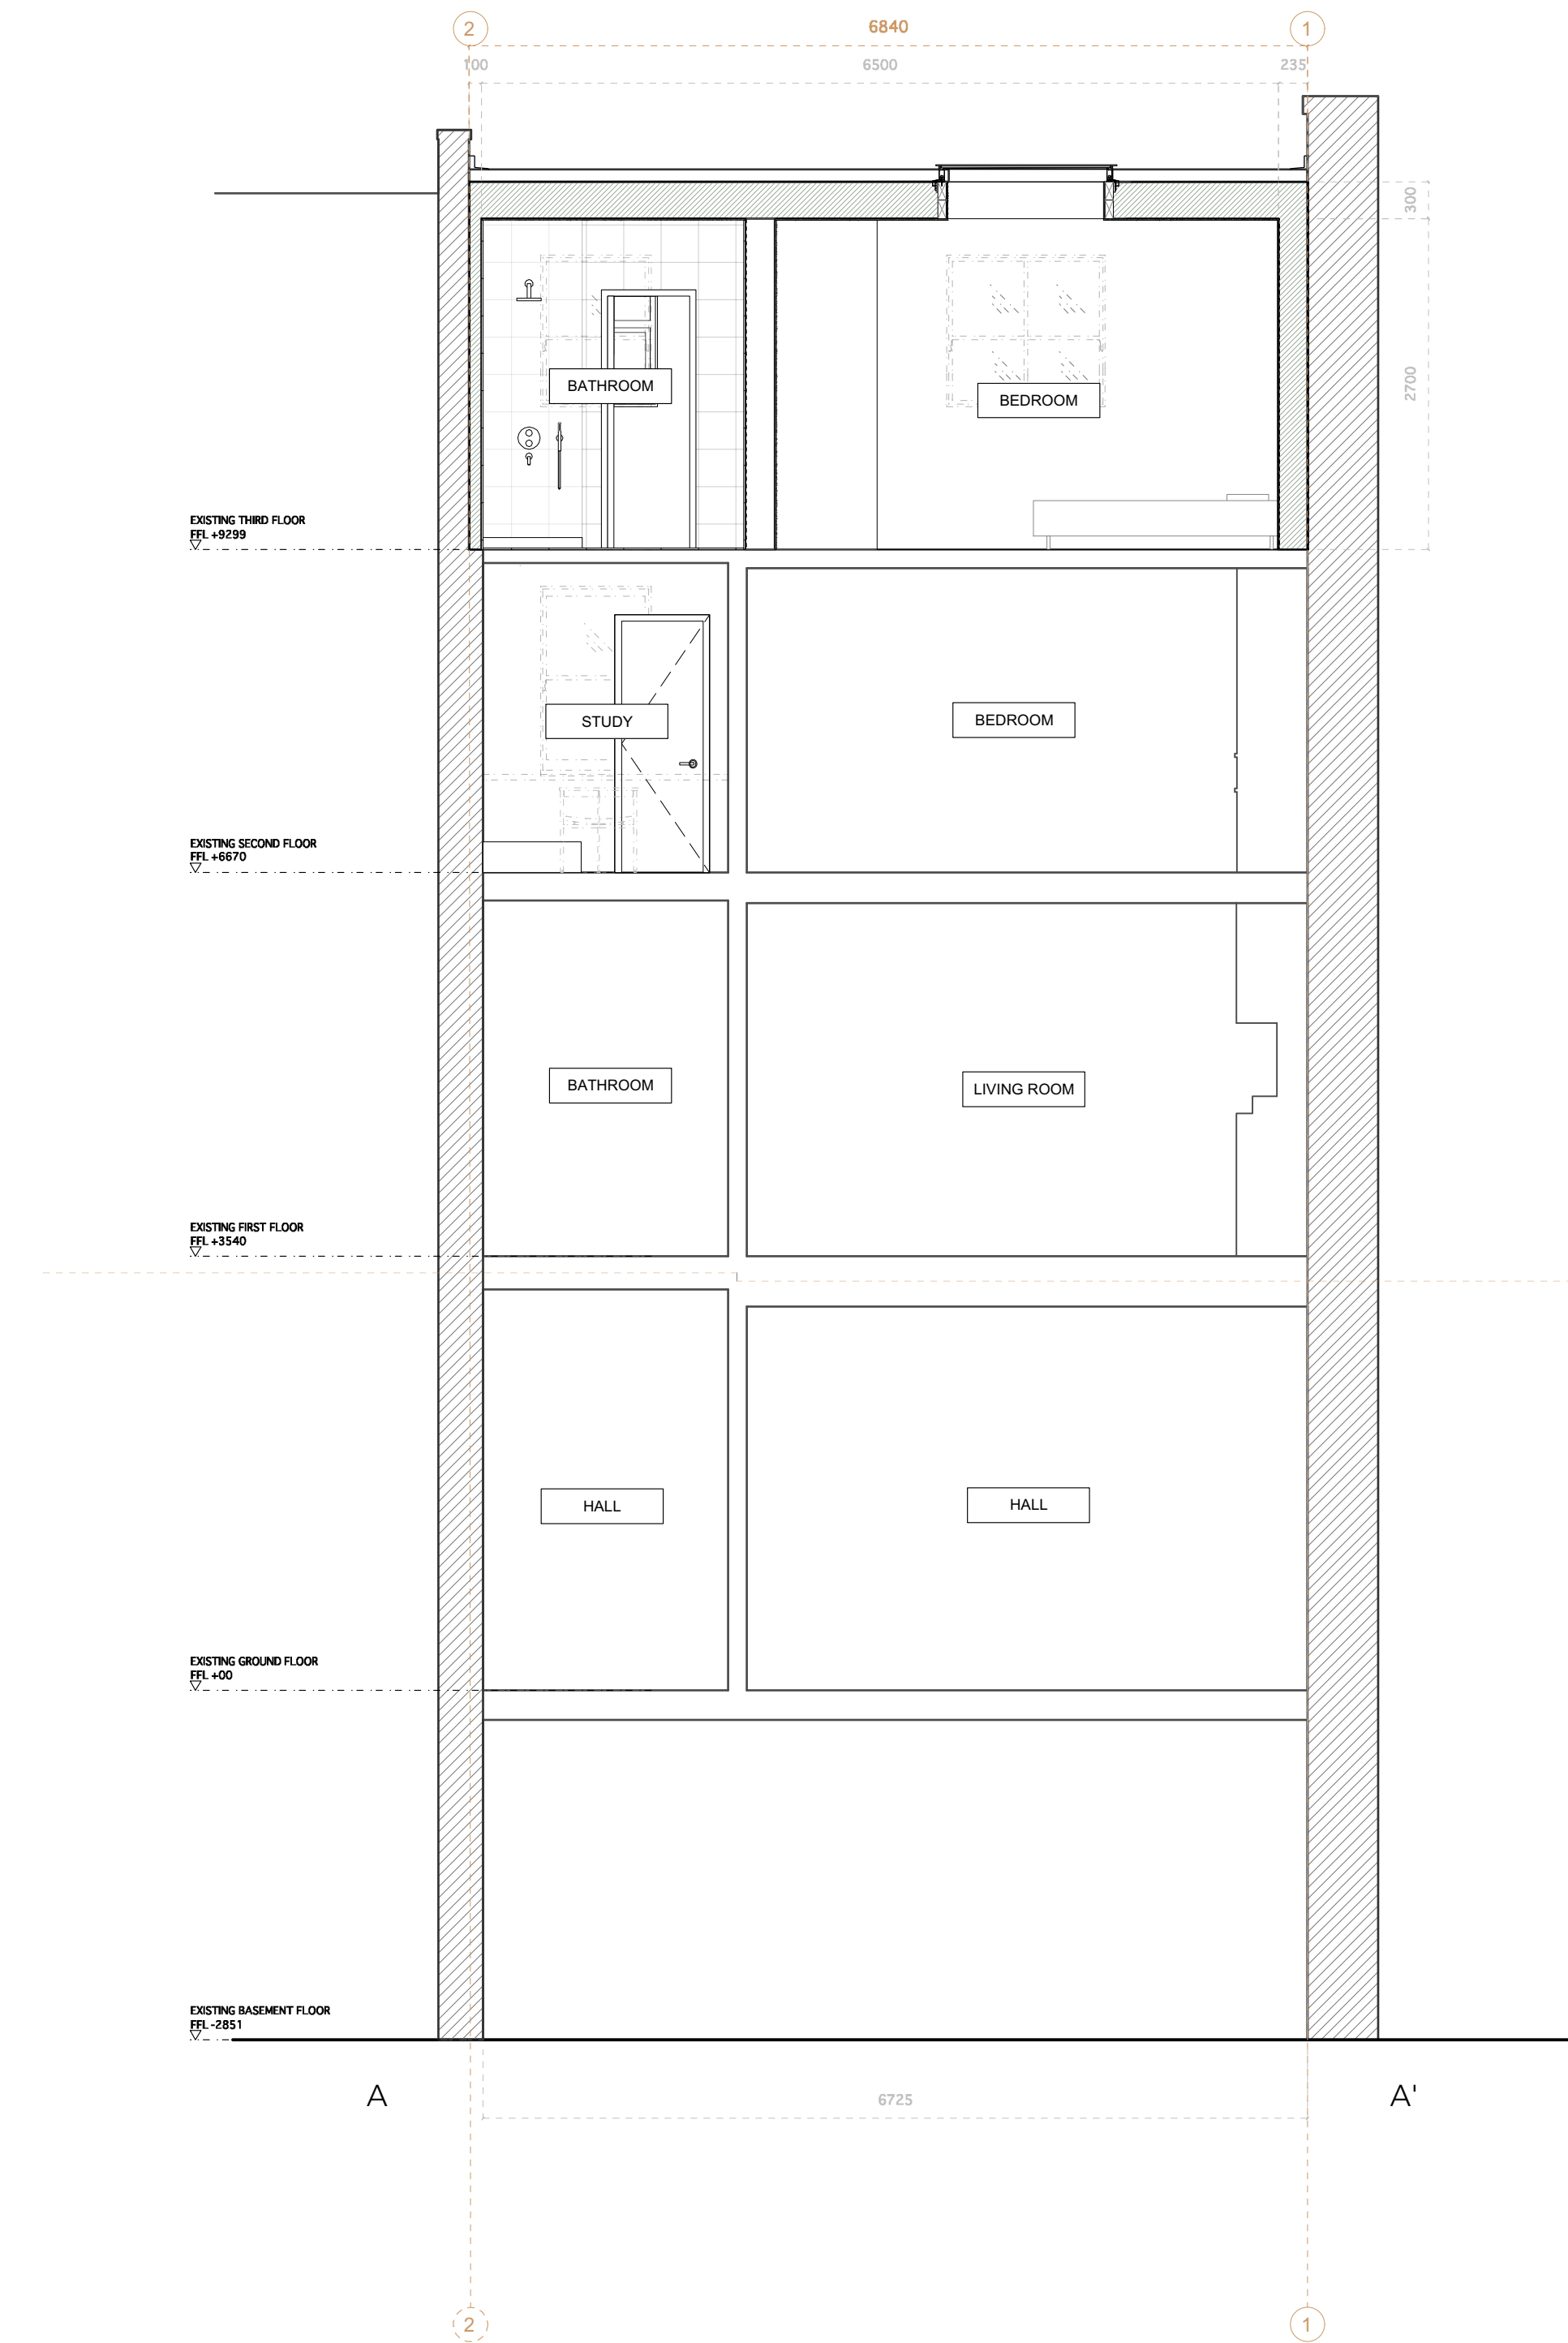 2
6840
1
100
6500
235
300
2700
BATHROOM
BEDROOM
EXISTING THIRD FLOOR
FFL +9299
STUDY
BEDROOM
EXISTING SECOND FLOOR
FFL +6670
BATHROOM
LIVING ROOM
EXISTING FIRST FLOOR
FFL +3540
HALL
HALL
EXISTING GROUND FLOOR
FFL +00
EXISTING BASEMENT FLOOR
FFL -2851
A
6725
A'
2
1